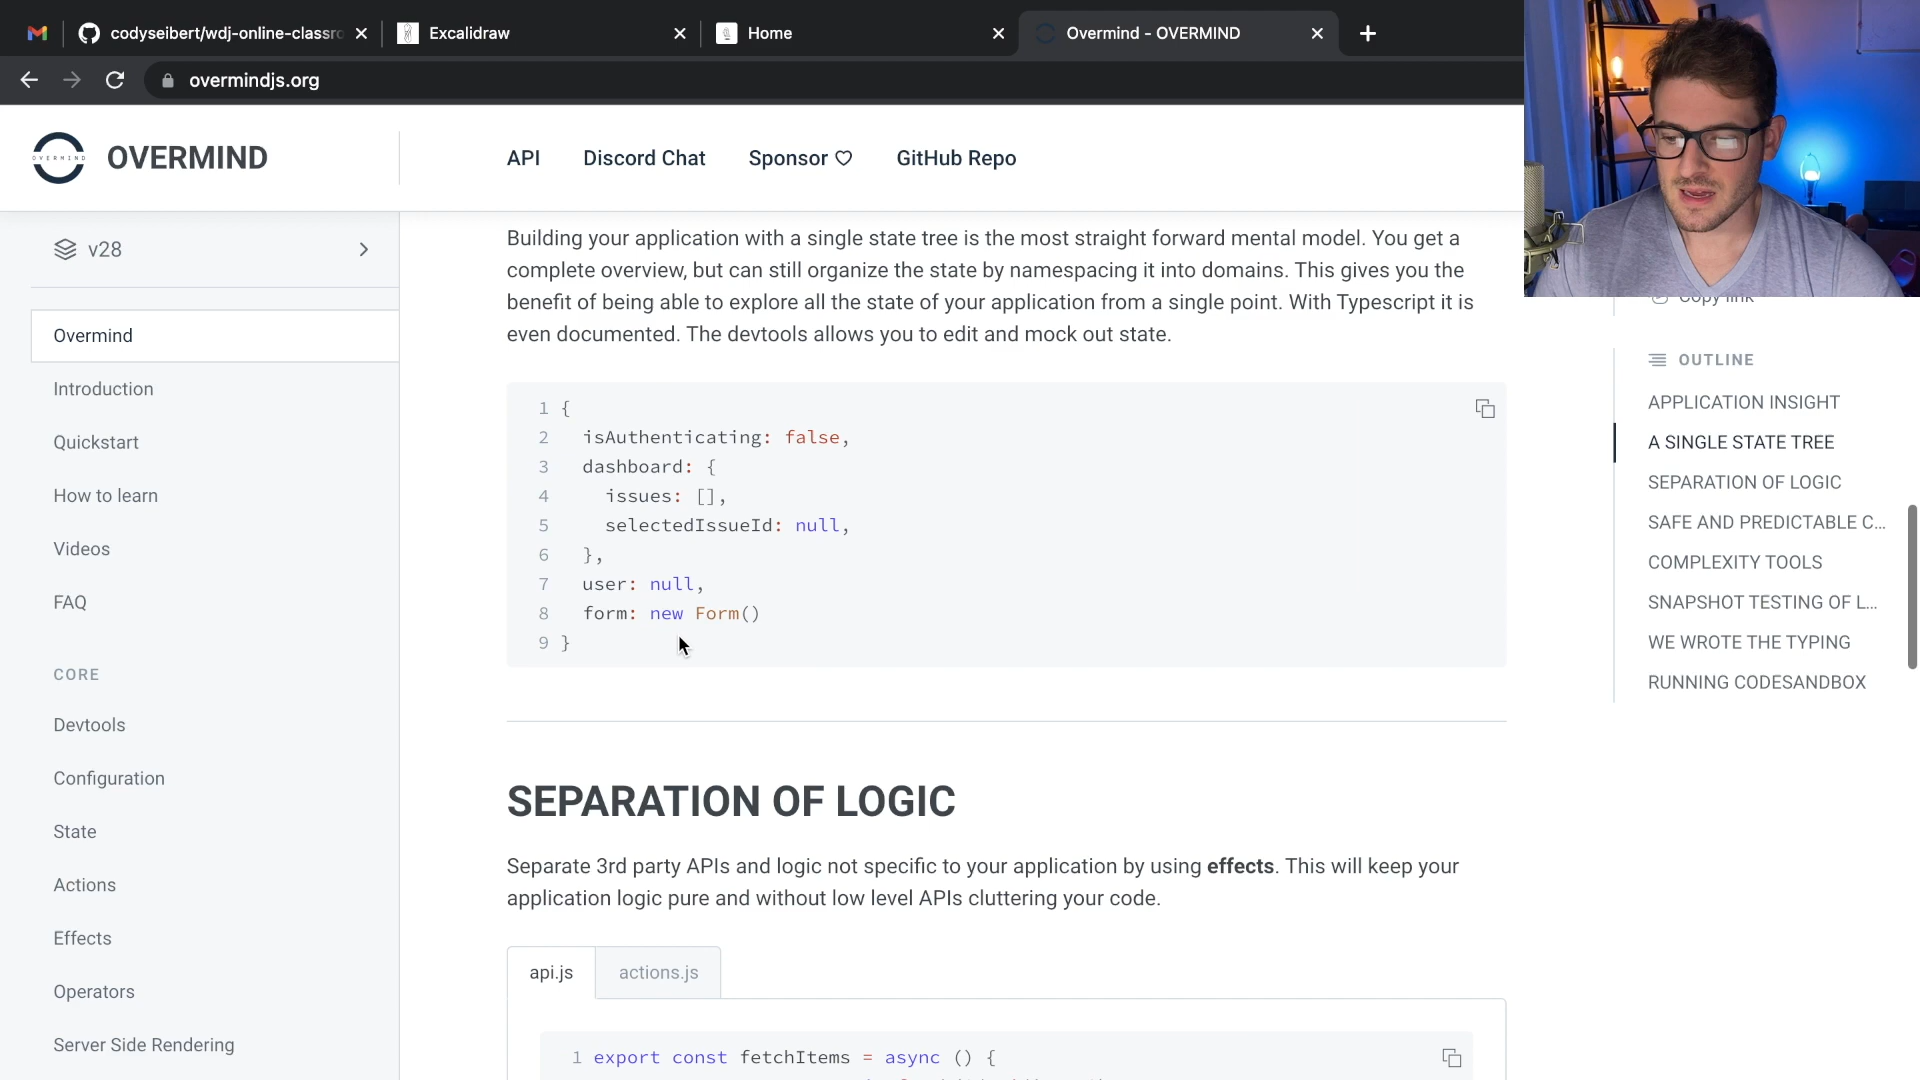 codyseibert/wdj-online-classro
Excalidraw
Home
Overmind - OVERMIND
overmindjs.org
OVERMIND
OVERMIND
API
Discord Chat
Sponsor ♡
GitHub Repo
v28
Overmind
Introduction
Quickstart
How to learn
Videos
FAQ
CORE
Devtools
Configuration
State
Actions
Effects
Operators
Server Side Rendering
Building your application with a single state tree is the most straight forward mental model. You get a
complete overview, but can still organize the state by namespacing it into domains. This gives you the
benefit of being able to explore all the state of your application from a single point. With Typescript it is
even documented. The devtools allows you to edit and mock out state.
1 {
2 isAuthenticating: false,
3 dashboard: {
4 issues: [],
5 selectedIssueId: null,
6 },
7 user: null,
8 form: new Form()
9 }
SEPARATION OF LOGIC
Separate 3rd party APIs and logic not specific to your application by using effects. This will keep your
application logic pure and without low level APIs cluttering your code.
api.js
actions.js
1 export const fetchItems = async () {
Copy link
OUTLINE
APPLICATION INSIGHT
A SINGLE STATE TREE
SEPARATION OF LOGIC
SAFE AND PREDICTABLE C...
COMPLEXITY TOOLS
SNAPSHOT TESTING OF L...
WE WROTE THE TYPING
RUNNING CODESANDBOX